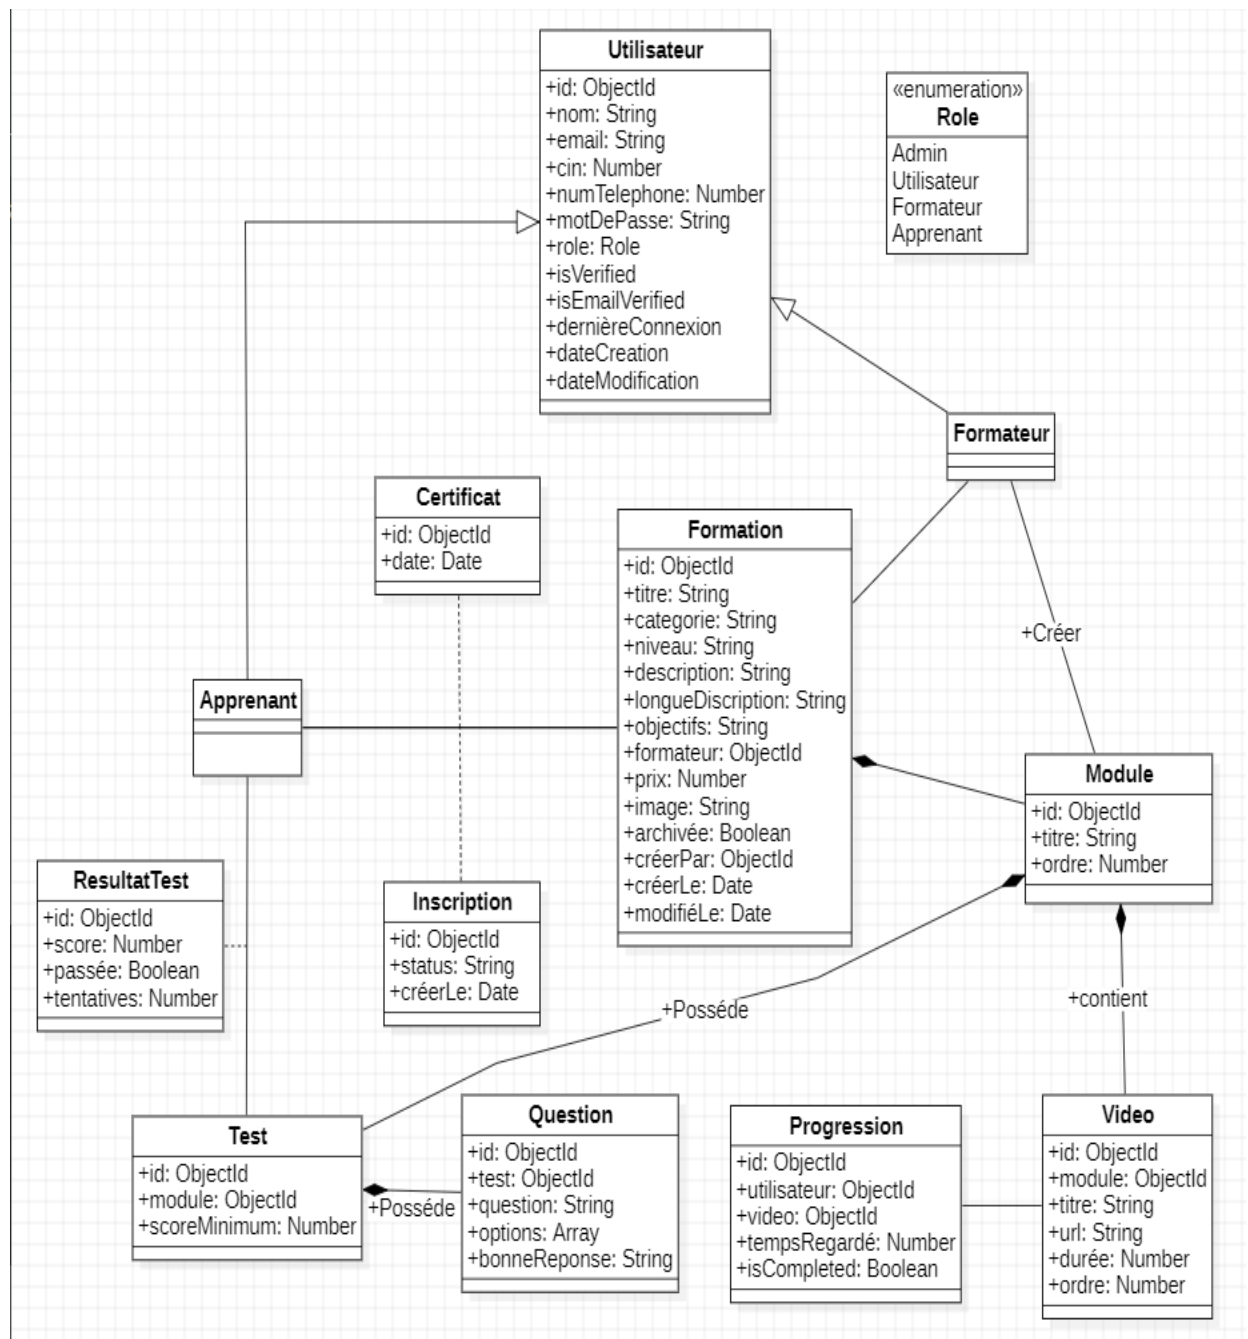 Utilisateur
+id: ObjectId
+nom: String
+email: String
+cin: Number
+numTelephone: Number
+motDePasse: String
+role: Role
+isVerified
+isEmailVerified
+dernièreConnexion
+dateCreation
+dateModification
«enumeration»
Role
Admin
Utilisateur
Formateur
Apprenant
Formateur
Certificat
+id: ObjectId
+date: Date
Formation
+id: ObjectId
+titre: String
+categorie: String
+niveau: String
+description: String
+longueDiscription: String
+objectifs: String
+formateur: ObjectId
+prix: Number
+image: String
+archivée: Boolean
+créerPar: ObjectId
+créerLe: Date
+modifiéLe: Date
+Créer
Apprenant
Module
+id: ObjectId
+titre: String
+ordre: Number
ResultatTest
+id: ObjectId
+score: Number
+passée: Boolean
+tentatives: Number
Inscription
+id: ObjectId
+status: String
+créerLe: Date
+Posséde
+contient
Test
+id: ObjectId
+module: ObjectId
+scoreMinimum: Number
+Posséde
Question
+id: ObjectId
+test: ObjectId
+question: String
+options: Array
+bonneReponse: String
Progression
+id: ObjectId
+utilisateur: ObjectId
+video: ObjectId
+tempsRegardé: Number
+isCompleted: Boolean
Video
+id: ObjectId
+module: ObjectId
+titre: String
+url: String
+durée: Number
+ordre: Number